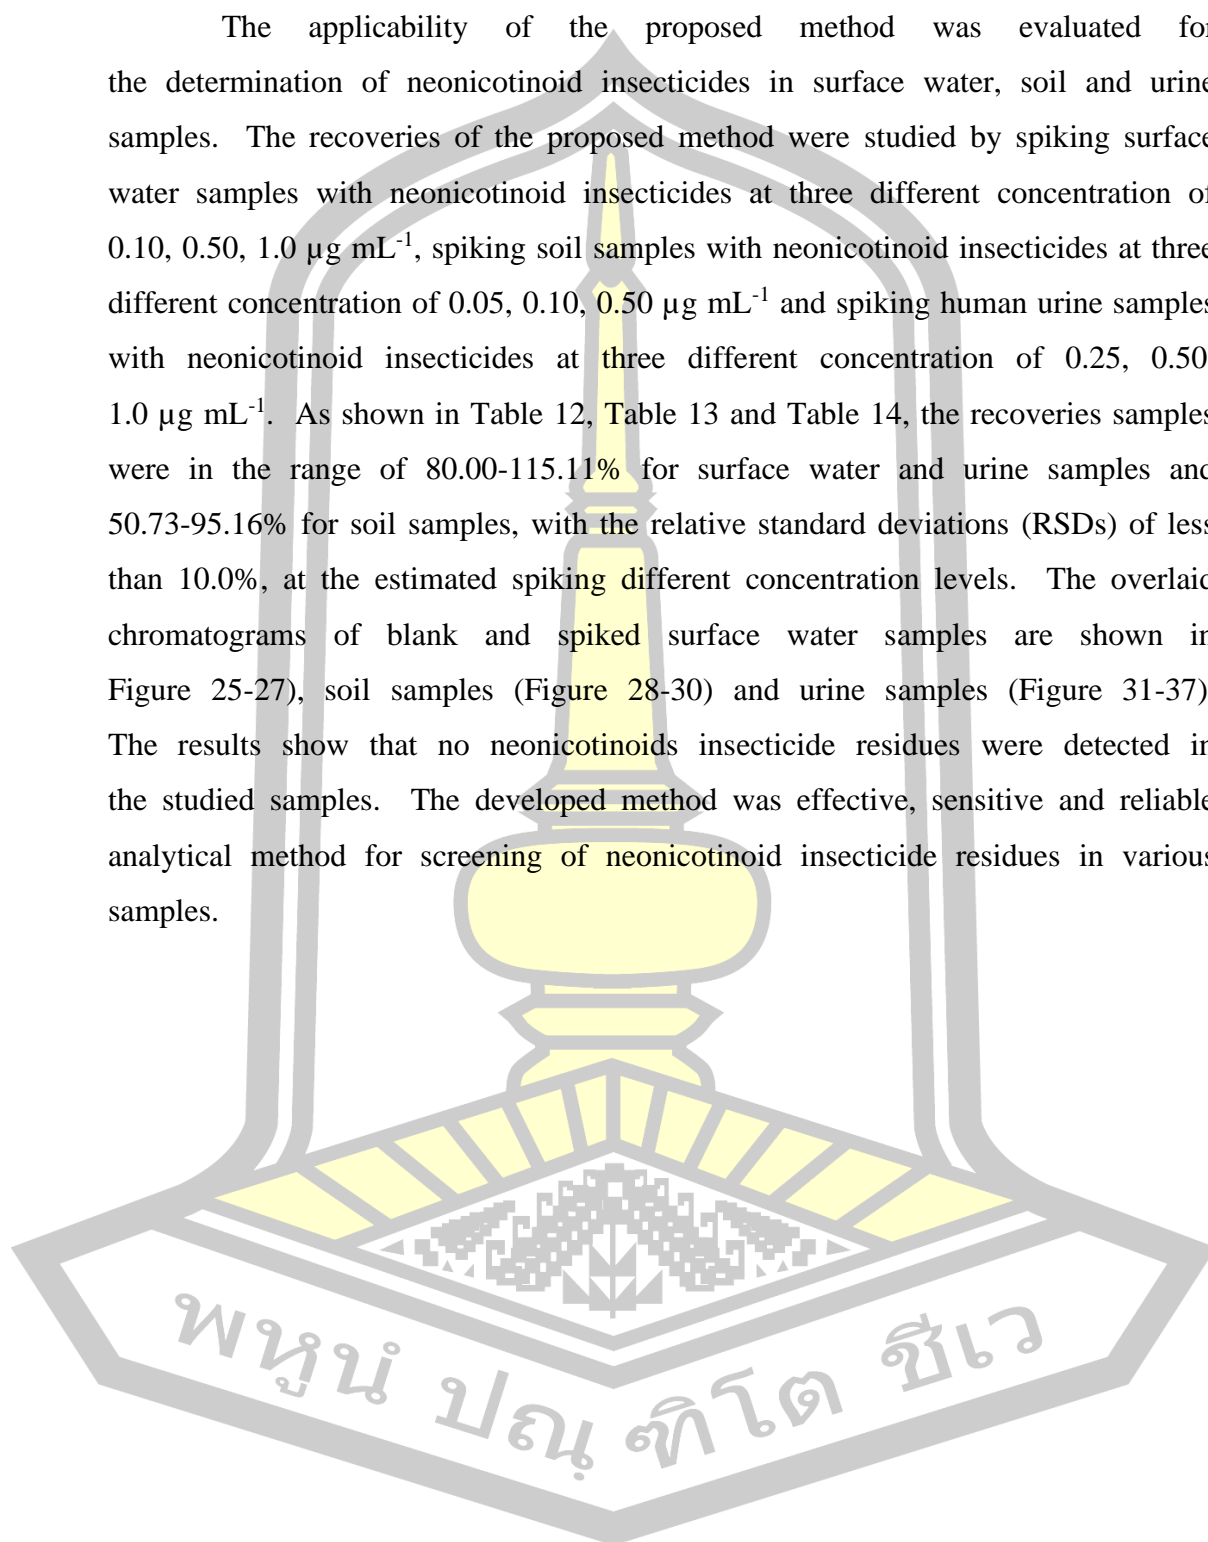 The applicability of the proposed method was evaluated for
the determination of neonicotinoid insecticides in surface water, soil and urine
samples. The recoveries of the proposed method were studied by spiking surface
water samples with neonicotinoid insecticides at three different concentration of
0.10, 0.50, 1.0 µg mL⁻¹, spiking soil samples with neonicotinoid insecticides at three
different concentration of 0.05, 0.10, 0.50 µg mL⁻¹ and spiking human urine samples
with neonicotinoid insecticides at three different concentration of 0.25, 0.50
1.0 µg mL⁻¹. As shown in Table 12, Table 13 and Table 14, the recoveries samples
were in the range of 80.00-115.11% for surface water and urine samples and
50.73-95.16% for soil samples, with the relative standard deviations (RSDs) of less
than 10.0%, at the estimated spiking different concentration levels. The overlaid
chromatograms of blank and spiked surface water samples are shown in
Figure 25-27), soil samples (Figure 28-30) and urine samples (Figure 31-37)
The results show that no neonicotinoids insecticide residues were detected in
the studied samples. The developed method was effective, sensitive and reliable
analytical method for screening of neonicotinoid insecticide residues in various
samples.
พหูนํ ปณฺฑิโต ชีเว